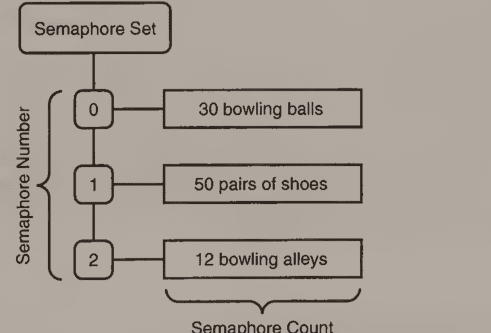 Semaphore Set
Semaphore Number
0
30 bowling balls
1
50 pairs of shoes
2
12 bowling alleys
Semaphore Count